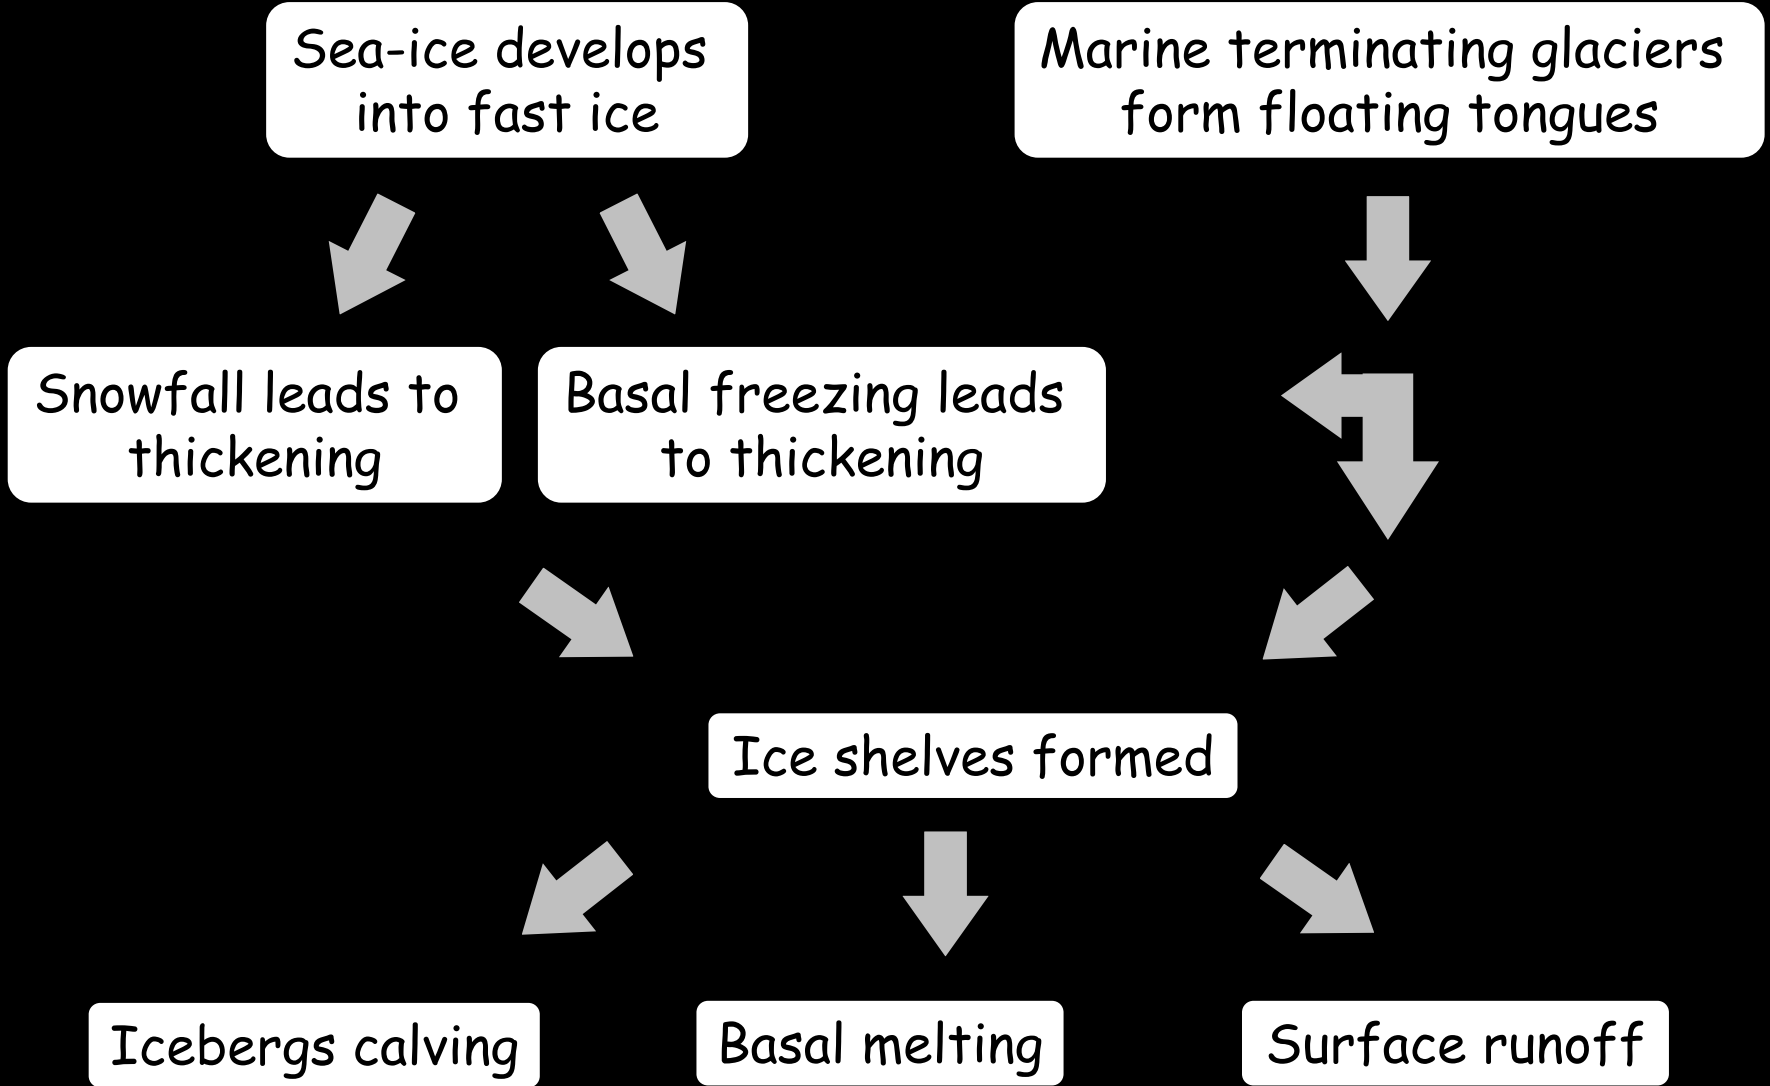 Sea-ice develops
into fast ice
Marine terminating glaciers
form floating tongues
Snowfall leads to
thickening
Basal freezing leads
to thickening
Ice shelves formed
Icebergs calving
Basal melting
Surface runoff